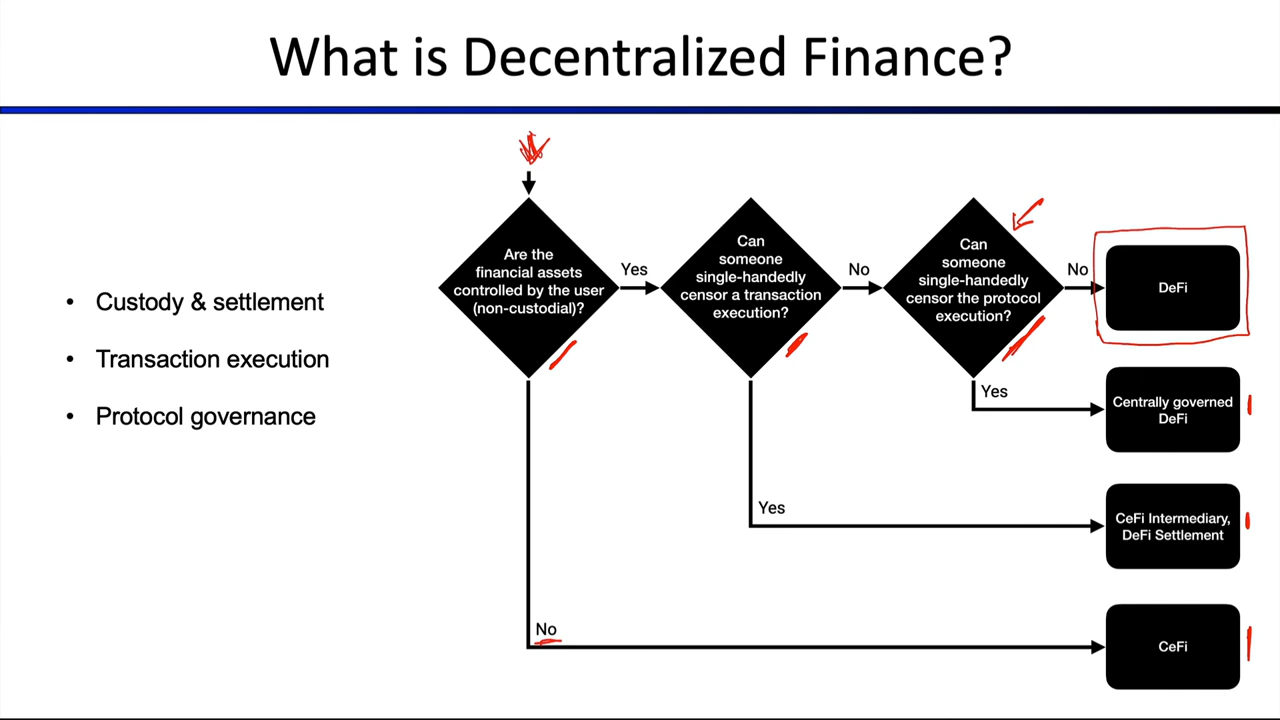 What is Decentralized Finance?
• Custody & settlement
• Transaction execution
• Protocol governance
Are the
financial assets
controlled by the user
(non-custodial)?
Yes
Can
someone
single-handedly
censor a transaction
execution?
No
Can
someone
single-handedly
censor the protocol
execution?
No
DeFi
Yes
Centrally governed
DeFi
Yes
CeFi Intermediary,
DeFi Settlement
No
CeFi